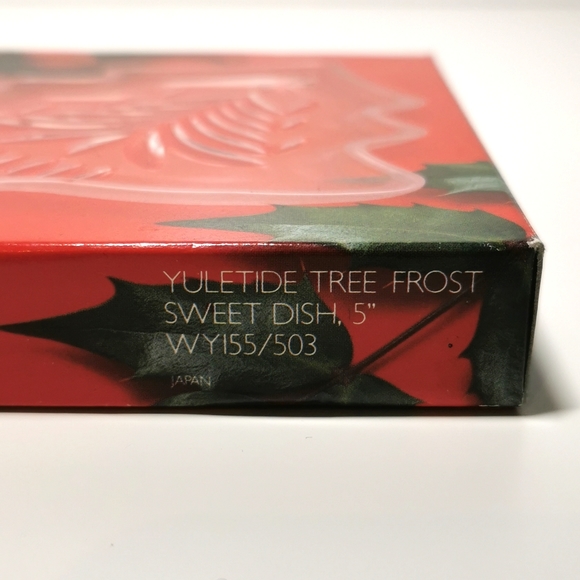 YULETIDE TREE FROST
SWEET DISH, 5"
WY155/503
JAPAN